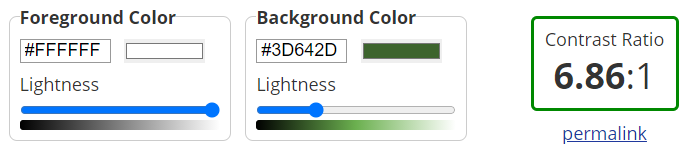 Foreground Color
#FFFFFF
Lightness
Background Color
#3D642D
Lightness
Contrast Ratio
6.86:1
permalink